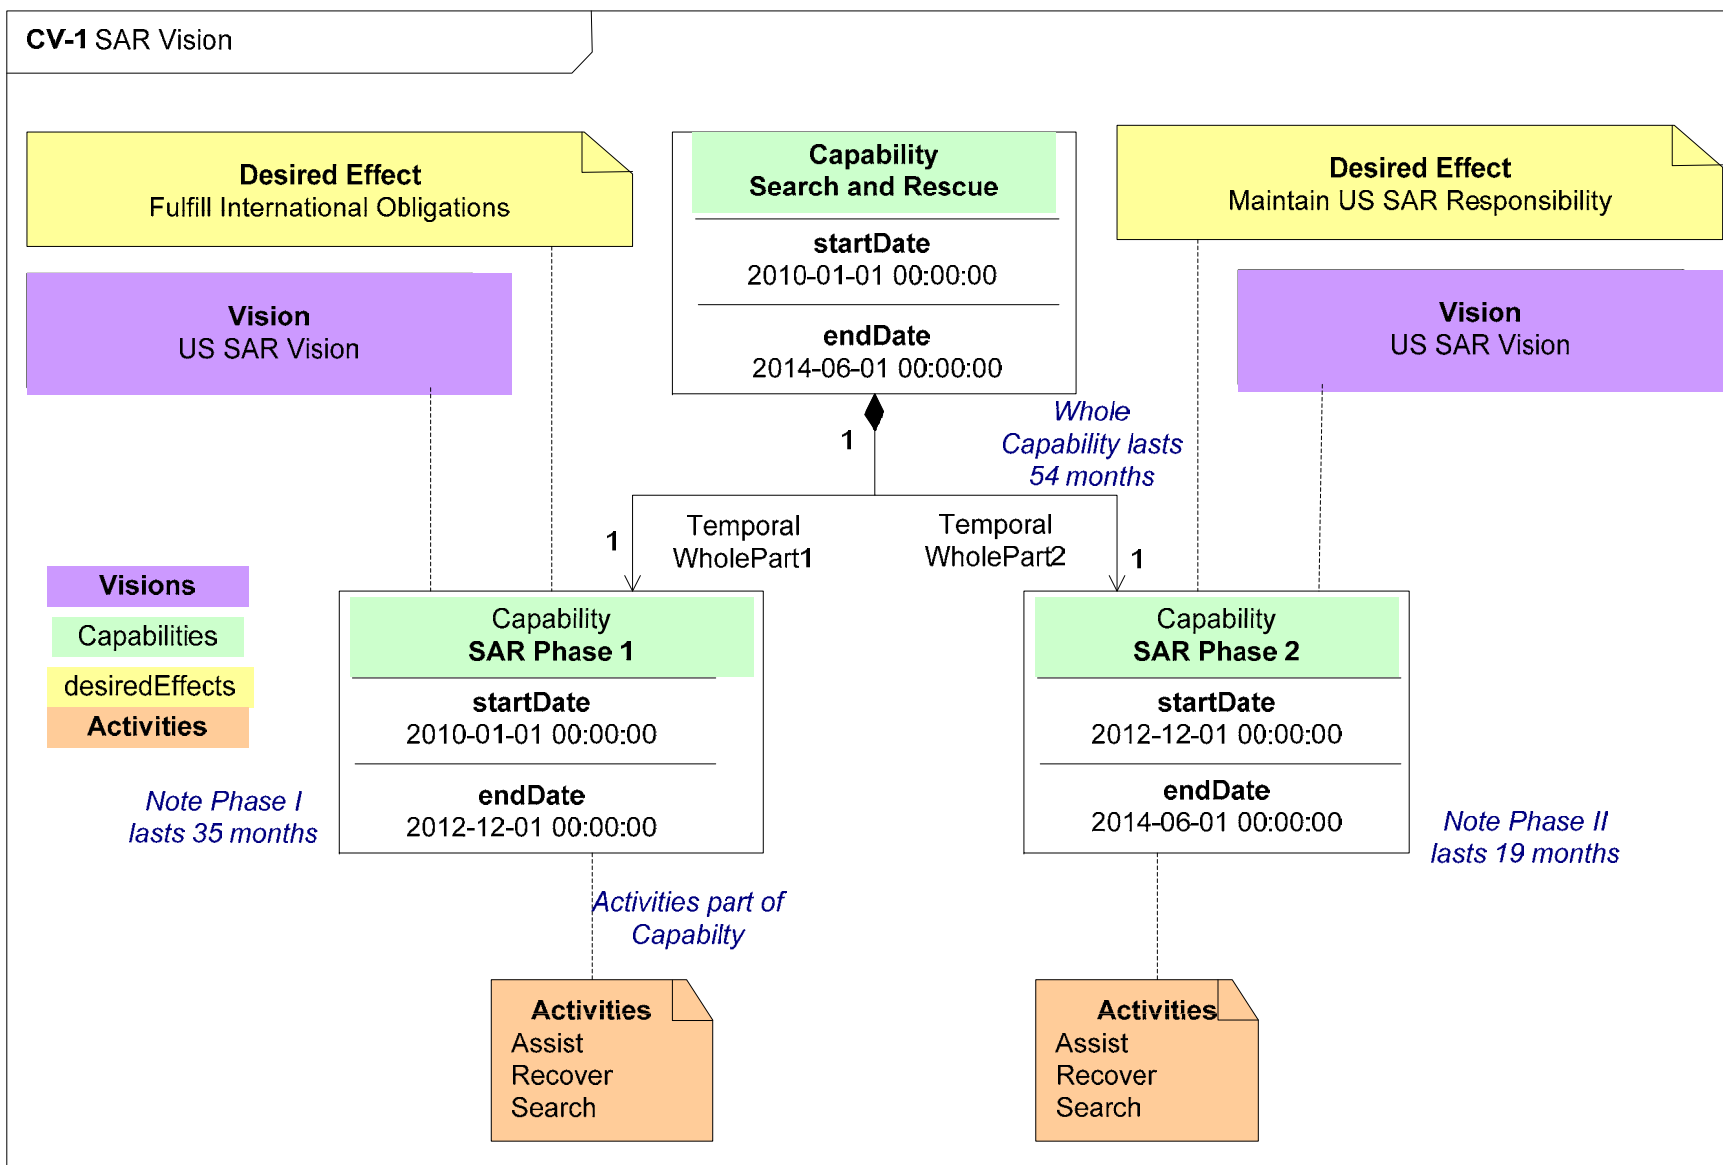 CV-1 SAR Vision
Desired Effect
Fulfill International Obligations
Capability
Search and Rescue
startDate
2010-01-01 00:00:00
endDate
2014-06-01 00:00:00
Desired Effect
Maintain US SAR Responsibility
Vision
US SAR Vision
Vision
US SAR Vision
1
Whole
Capability lasts
54 months
1
Temporal
WholePart1
Temporal
WholePart2
1
Visions
Capabilities
desiredEffects
Activities
Capability
SAR Phase 1
startDate
2010-01-01 00:00:00
endDate
2012-12-01 00:00:00
Note Phase I
lasts 35 months
Capability
SAR Phase 2
startDate
2012-12-01 00:00:00
endDate
2014-06-01 00:00:00
Note Phase II
lasts 19 months
Activities part of
Capabilty
Activities
Assist
Recover
Search
Activities
Assist
Recover
Search